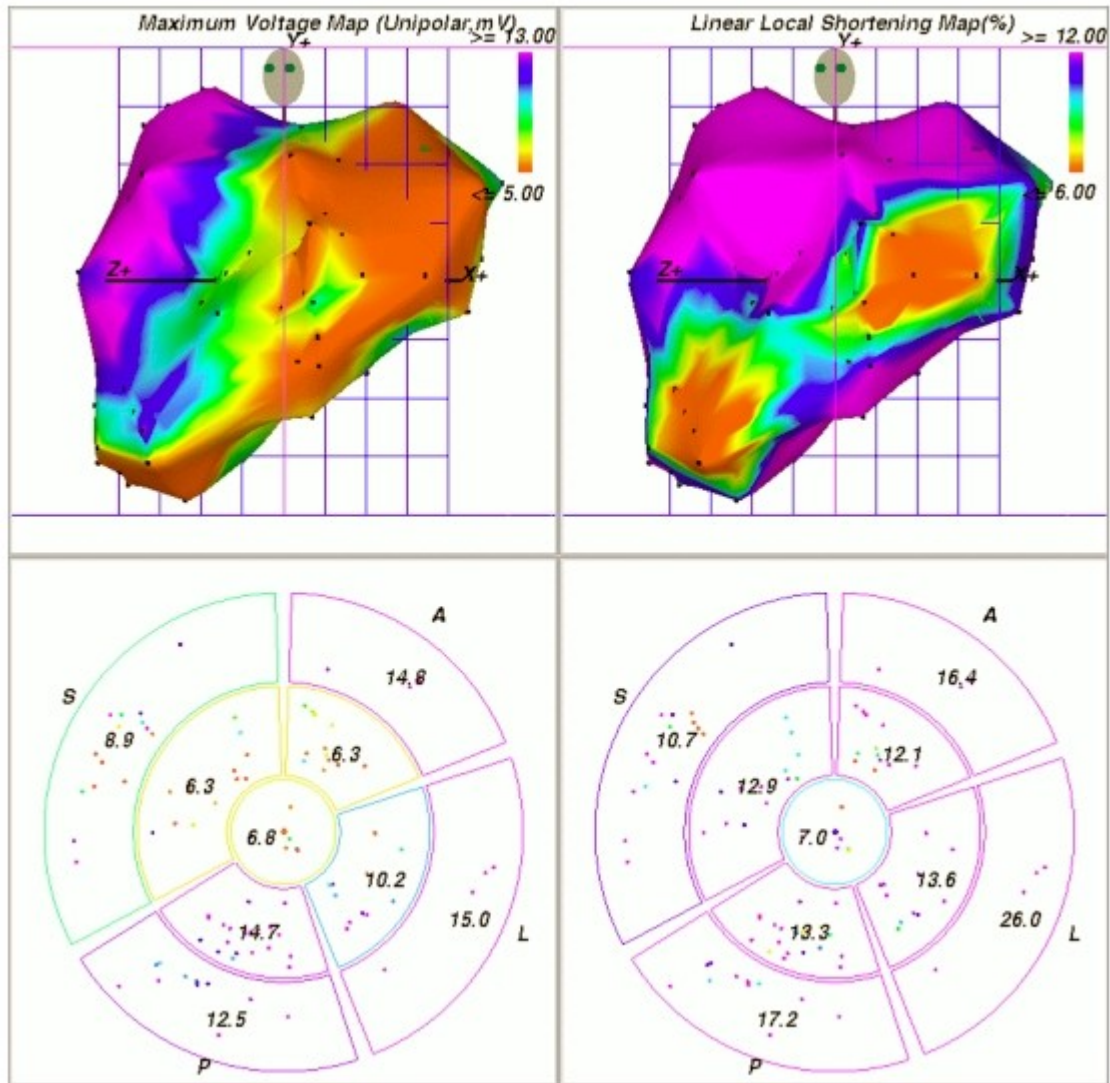 Maximum Voltage Map (Unipolar,mV)
>= 13.00
Y+
<= 5.00
Z+
X+
Linear Local Shortening Map(%)
>= 12.00
Y+
<= 6.00
Z+
X+
A
14.8
S
8.9
6.3
6.3
6.8
10.2
15.0
L
14.7
12.5
P
A
16.4
S
10.7
12.1
12.9
7.0
13.6
26.0
L
13.3
17.2
P